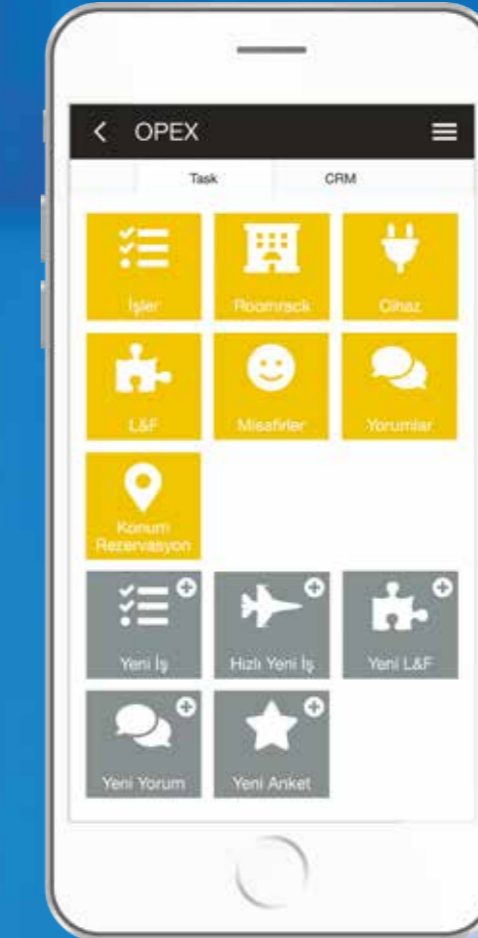 OPEX
Task CRM
İşler Roomrack Cihaz
L&F Misafirler Yorumlar
Konum
Rezervasyon
Yeni İş Hızlı Yeni İş Yeni L&F
Yeni Yorum Yeni Anket